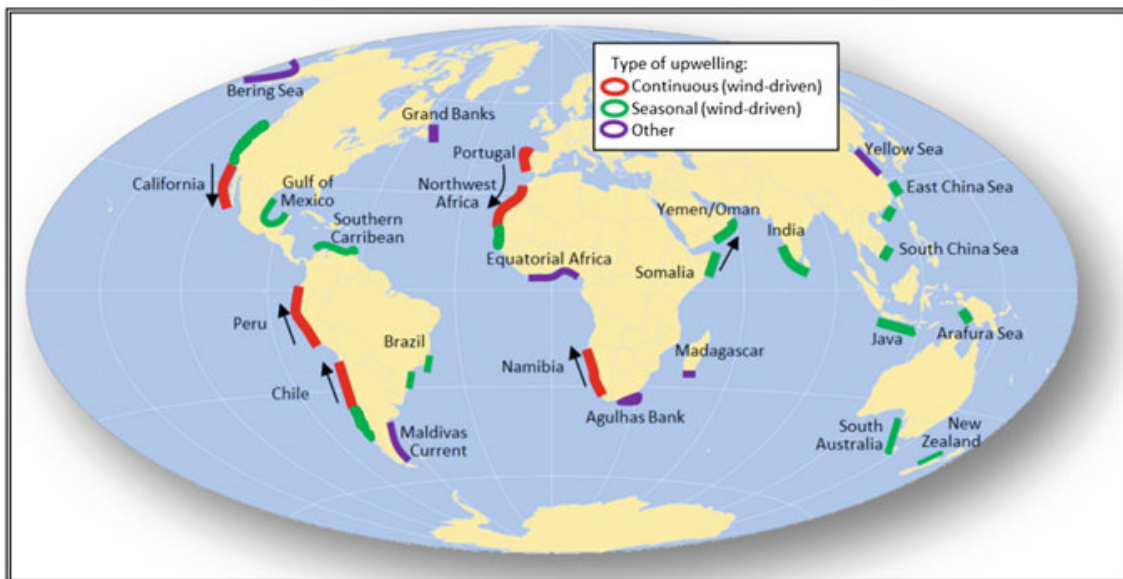 Type of upwelling:
Continuous (wind-driven)
Seasonal (wind-driven)
Other
Bering Sea
Grand Banks
Portugal
Yellow Sea
California
Gulf of
Mexico
Northwest
Africa
East China Sea
Southern
Carribean
Yemen/Oman
India
Equatorial Africa
Somalia
South China Sea
Peru
Brazil
Namibia
Madagascar
Java
Arafura Sea
Chile
Agulhas Bank
Maldivas
Current
South
Australia
New
Zealand